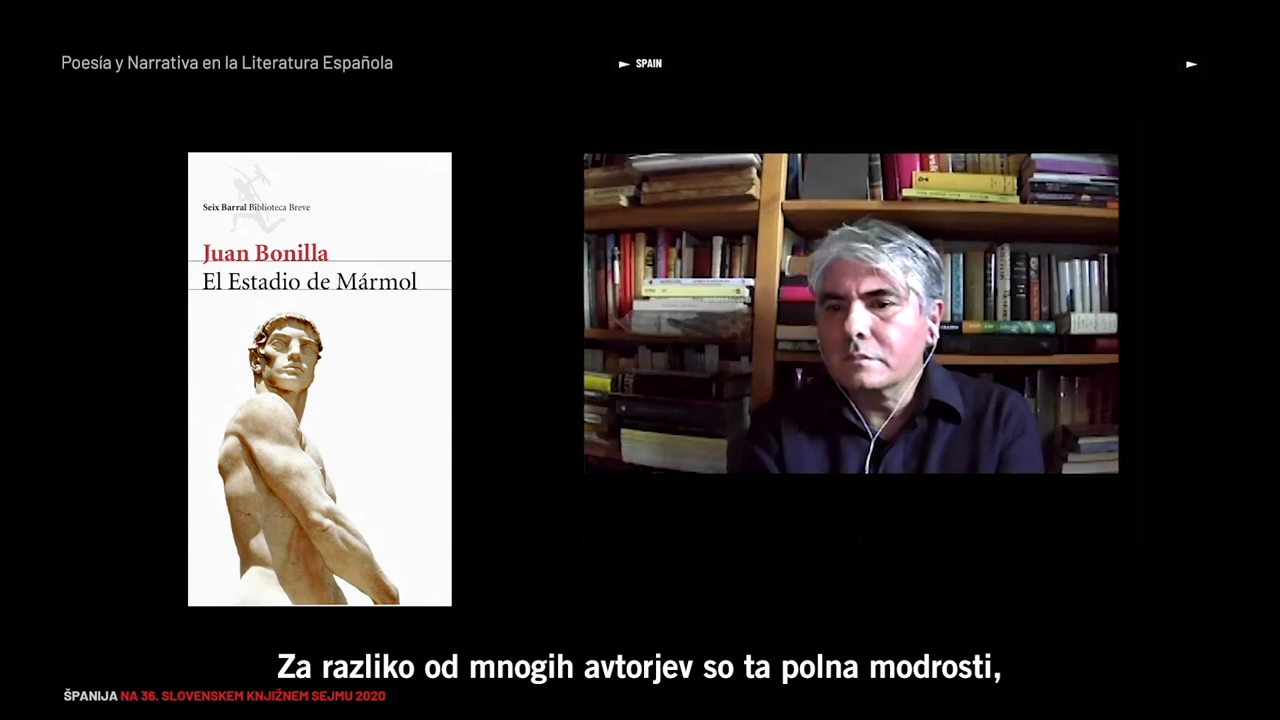 Poesía y Narrativa en la Literatura Española
SPAIN
Seix Barral Biblioteca Breve
Juan Bonilla
El Estadio de Mármol
Za razliko od mnogih avtorjev so ta polna modrosti,
ŠPANIJA NA 36. SLOVENSKEM KNJIŽNEM SEJMU 2020